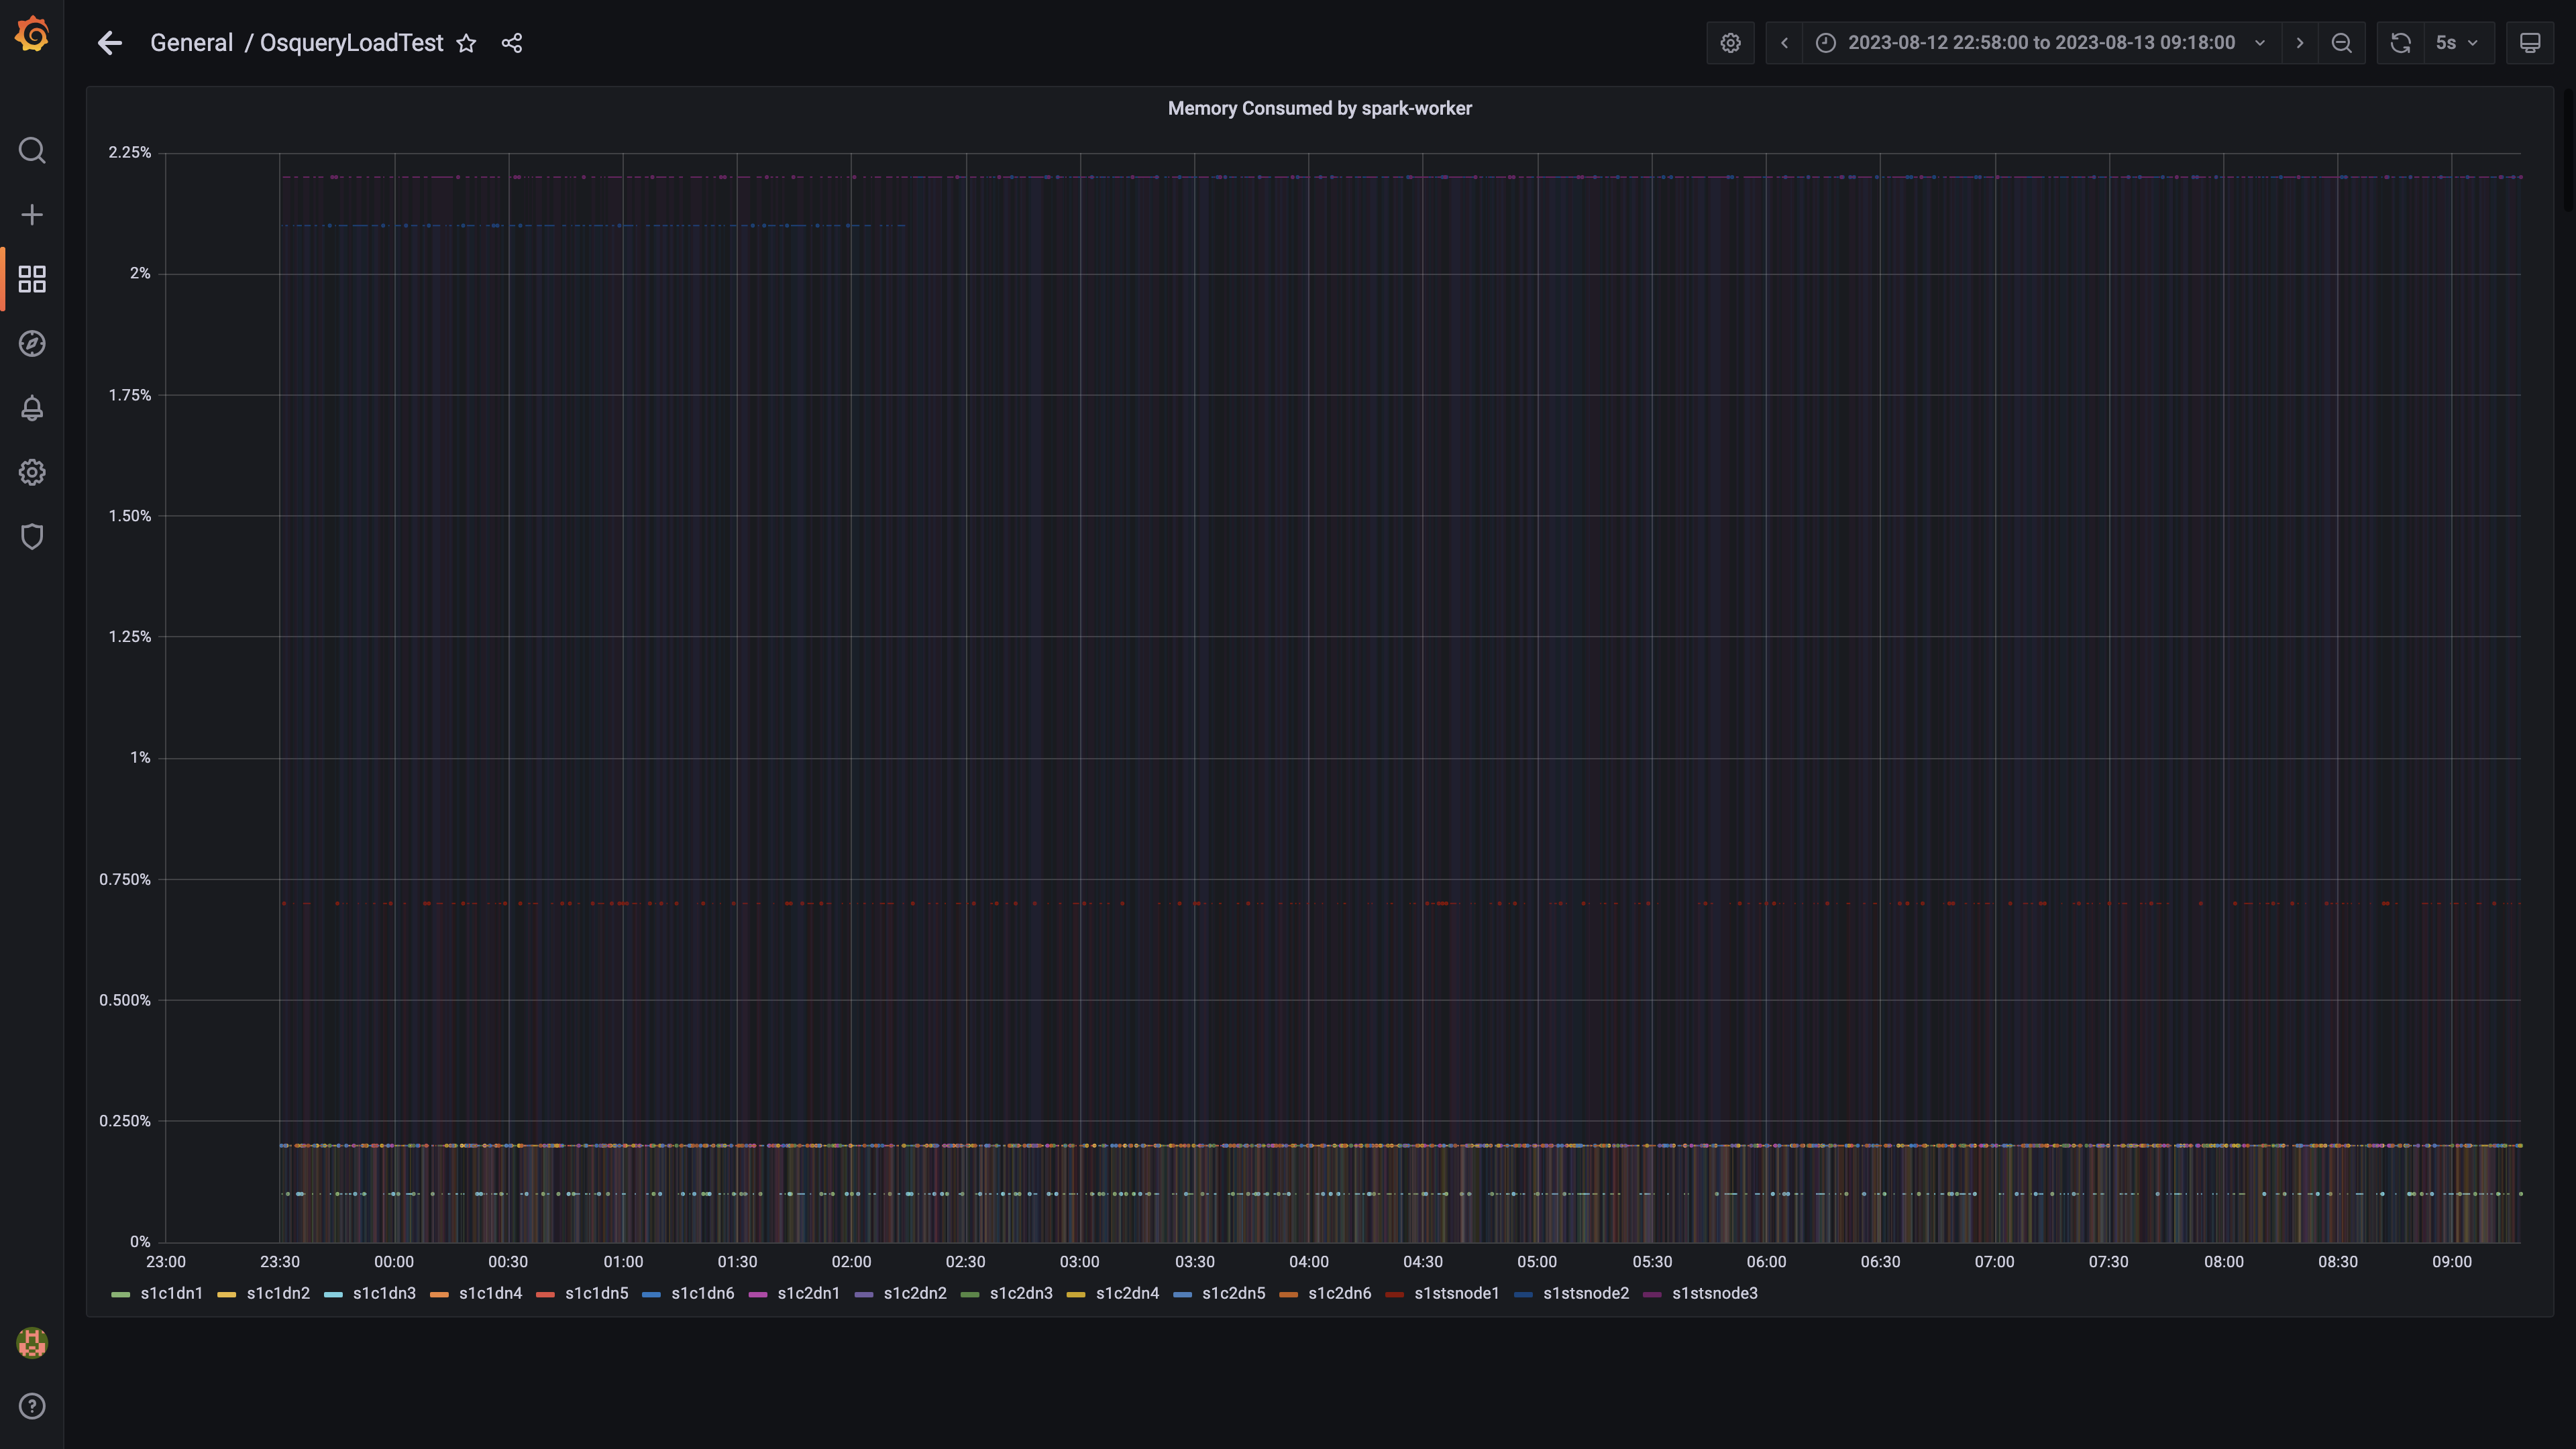 General / OsqueryLoadTest
2023-08-12 22:58:00 to 2023-08-13 09:18:00
5s
Memory Consumed by spark-worker
2.25%
2%
1.75%
1.50%
1.25%
1%
0.750%
0.500%
0.250%
0%
23:00 23:30 00:00 00:30 01:00 01:30 02:00 02:30 03:00 03:30 04:00 04:30 05:00 05:30 06:00 06:30 07:00 07:30 08:00 08:30 09:00
s1c1dn1 s1c1dn2 s1c1dn3 s1c1dn4 s1c1dn5 s1c1dn6 s1c2dn1 s1c2dn2 s1c2dn3 s1c2dn4 s1c2dn5 s1c2dn6 s1stsnode1 s1stsnode2 s1stsnode3